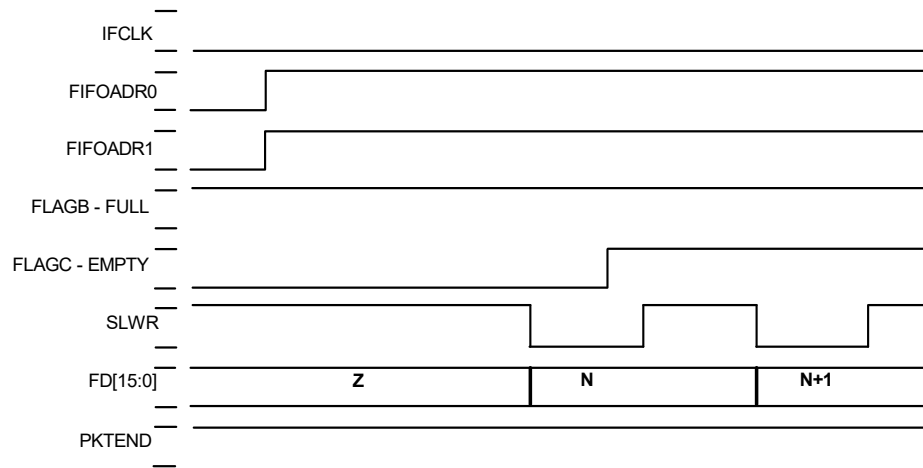 IFCLK
FIFOADR0
FIFOADR1
FLAGB - FULL
FLAGC - EMPTY
SLWR
FD[15:0] Z N N+1
PKTEND